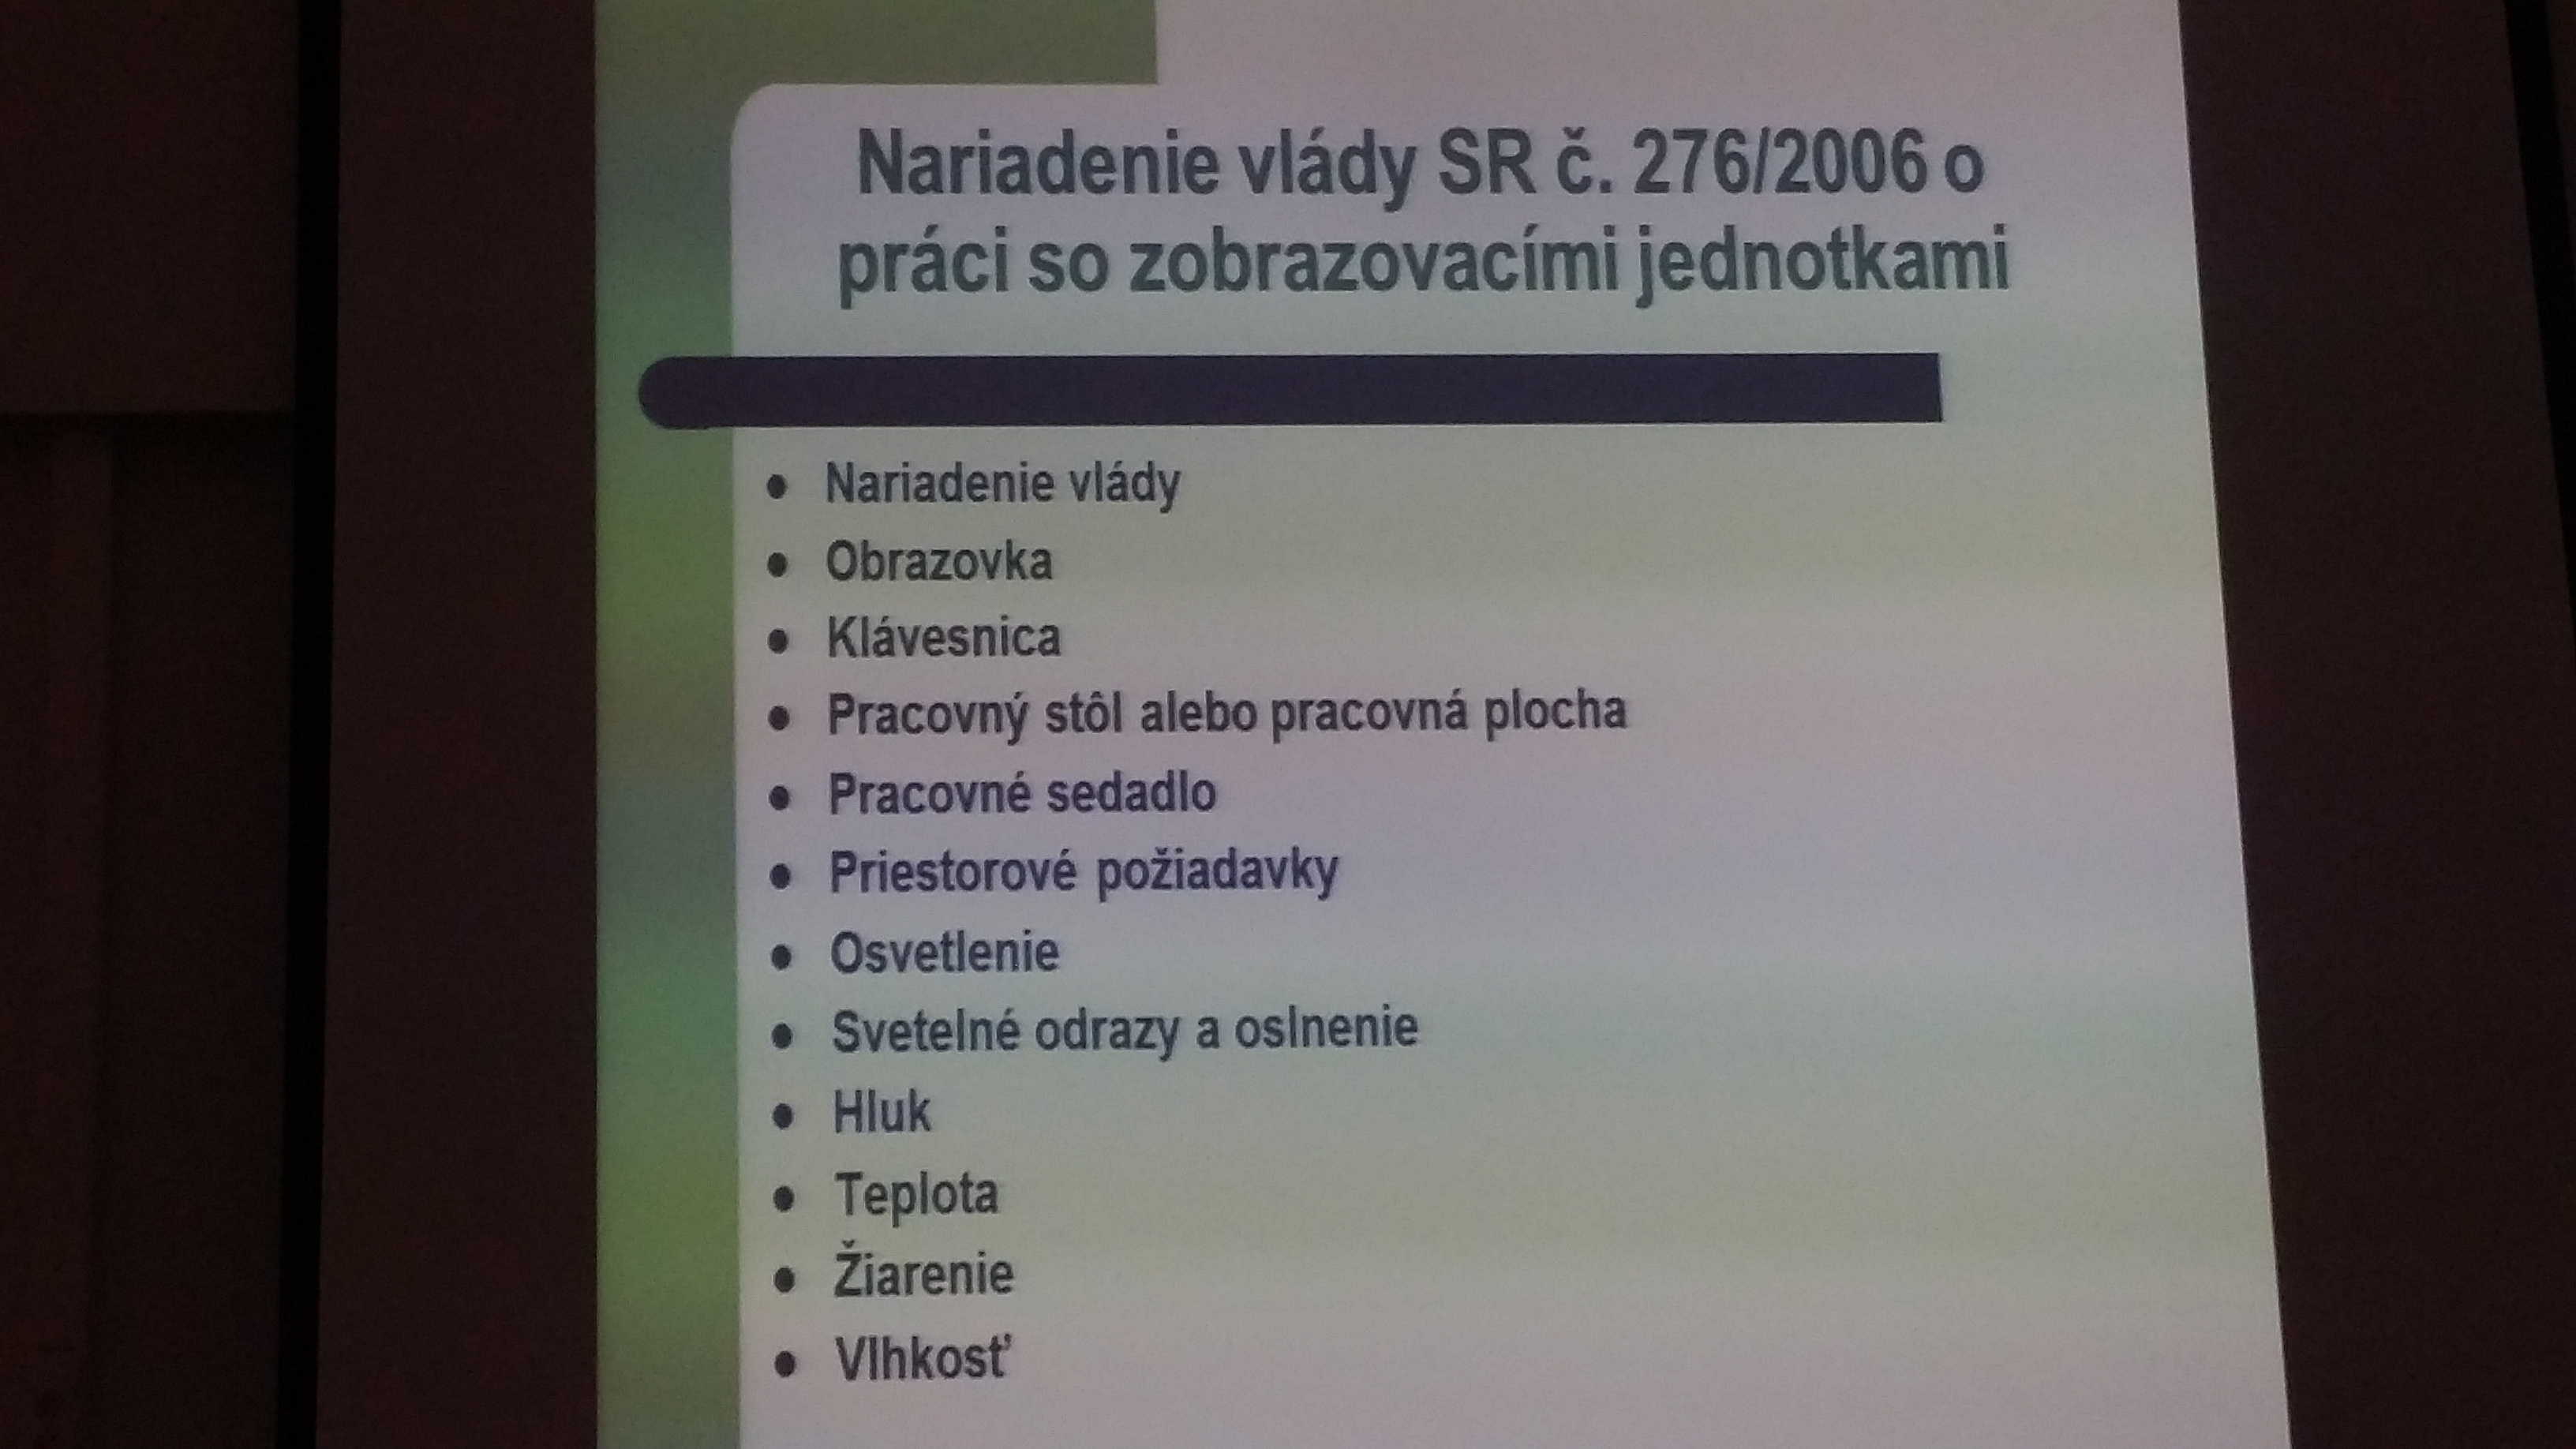 Nariadenie vlády SR č. 276/2006 o
práci so zobrazovacími jednotkami
• Nariadenie vlády
• Obrazovka
• Klávesnica
• Pracovný stôl alebo pracovná plocha
• Pracovné sedadlo
• Priestorové požiadavky
• Osvetlenie
• Svetelné odrazy a oslnenie
• Hluk
• Teplota
• Žiarenie
• Vlhkosť